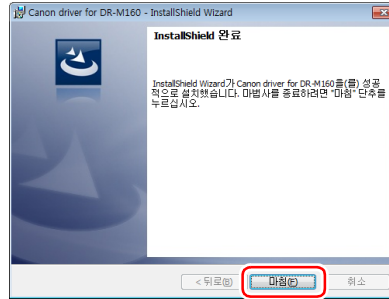 Canon driver for DR-M160 - InstallShield Wizard
InstallShield 완료
InstallShield Wizard가 Canon driver for DR-M160을(를) 성공
적으로 설치했습니다. 마법사를 종료하려면 "마침" 단추를
누르십시오.
< 뒤로(B)
마침(F)
취소